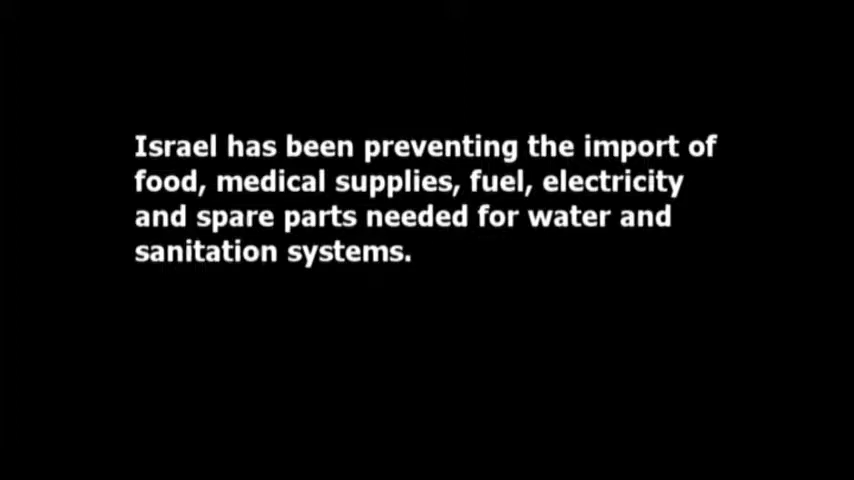 Israel has been preventing the import of
food, medical supplies, fuel, electricity
and spare parts needed for water and
sanitation systems.